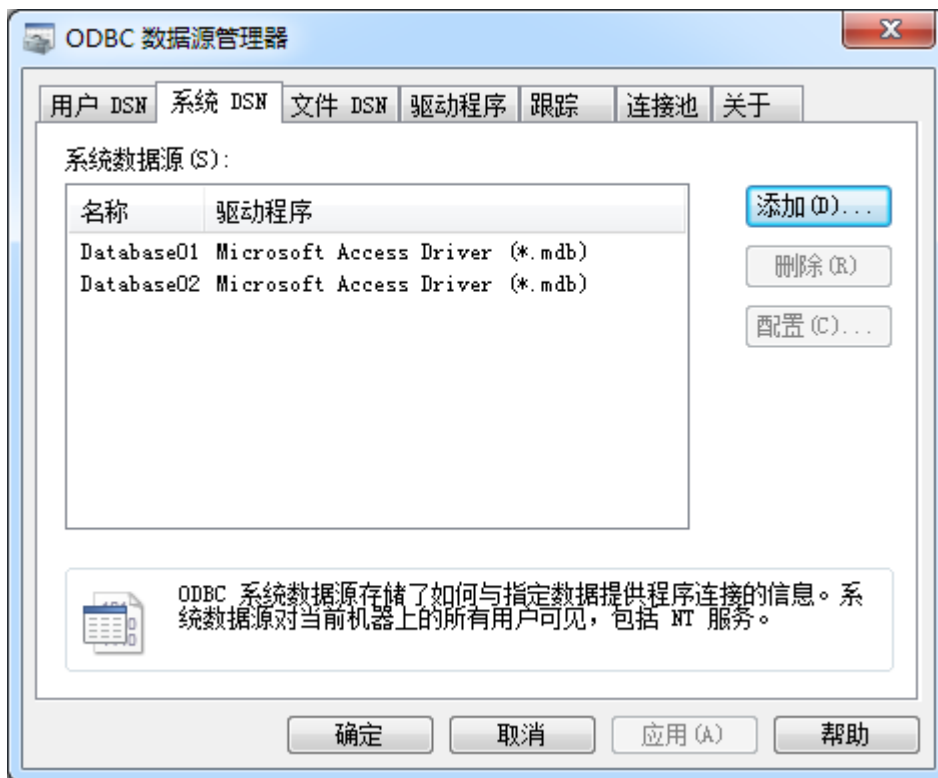 ODBC 数据源管理器
用户 DSN 系统 DSN 文件 DSN 驱动程序 跟踪 连接池 关于
系统数据源(S):
名称 驱动程序
Database01 Microsoft Access Driver (*.mdb)
Database02 Microsoft Access Driver (*.mdb)
添加(D)...
删除(R)
配置(C)...
ODBC 系统数据源存储了如何与指定数据提供程序连接的信息。系
统数据源对当前机器上的所有用户可见，包括 NT 服务。
确定 取消 应用(A) 帮助